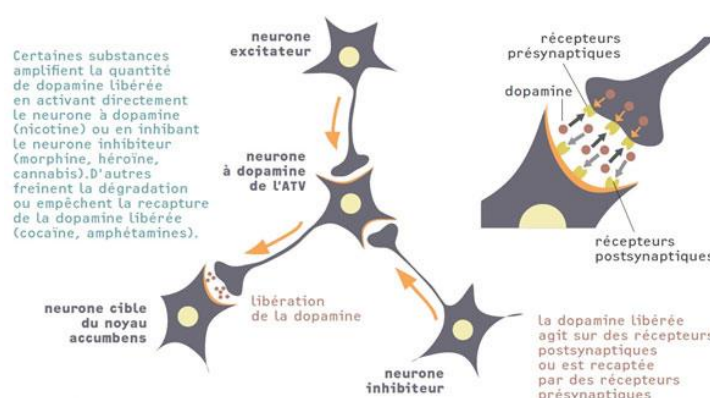 Certaines substances
amplifient la quantité
de dopamine libérée
en activant directement
le neurone à dopamine
(nicotine) ou en inhibant
le neurone inhibiteur
(morphine, héroïne,
cannabis).D'autres
freinent la dégradation
ou empêchent la recapture
de la dopamine libérée
(cocaïne, amphétamines).
neurone
excitateur
neurone
à dopamine
de l'ATV
neurone cible
du noyau
accumbens
libération
de la dopamine
neurone
inhibiteur
récepteurs
présynaptiques
dopamine
récepteurs
postsynaptiques
la dopamine libérée
agit sur des récepteurs
postsynaptiques
ou est recaptée
par des récepteurs
présynaptiques